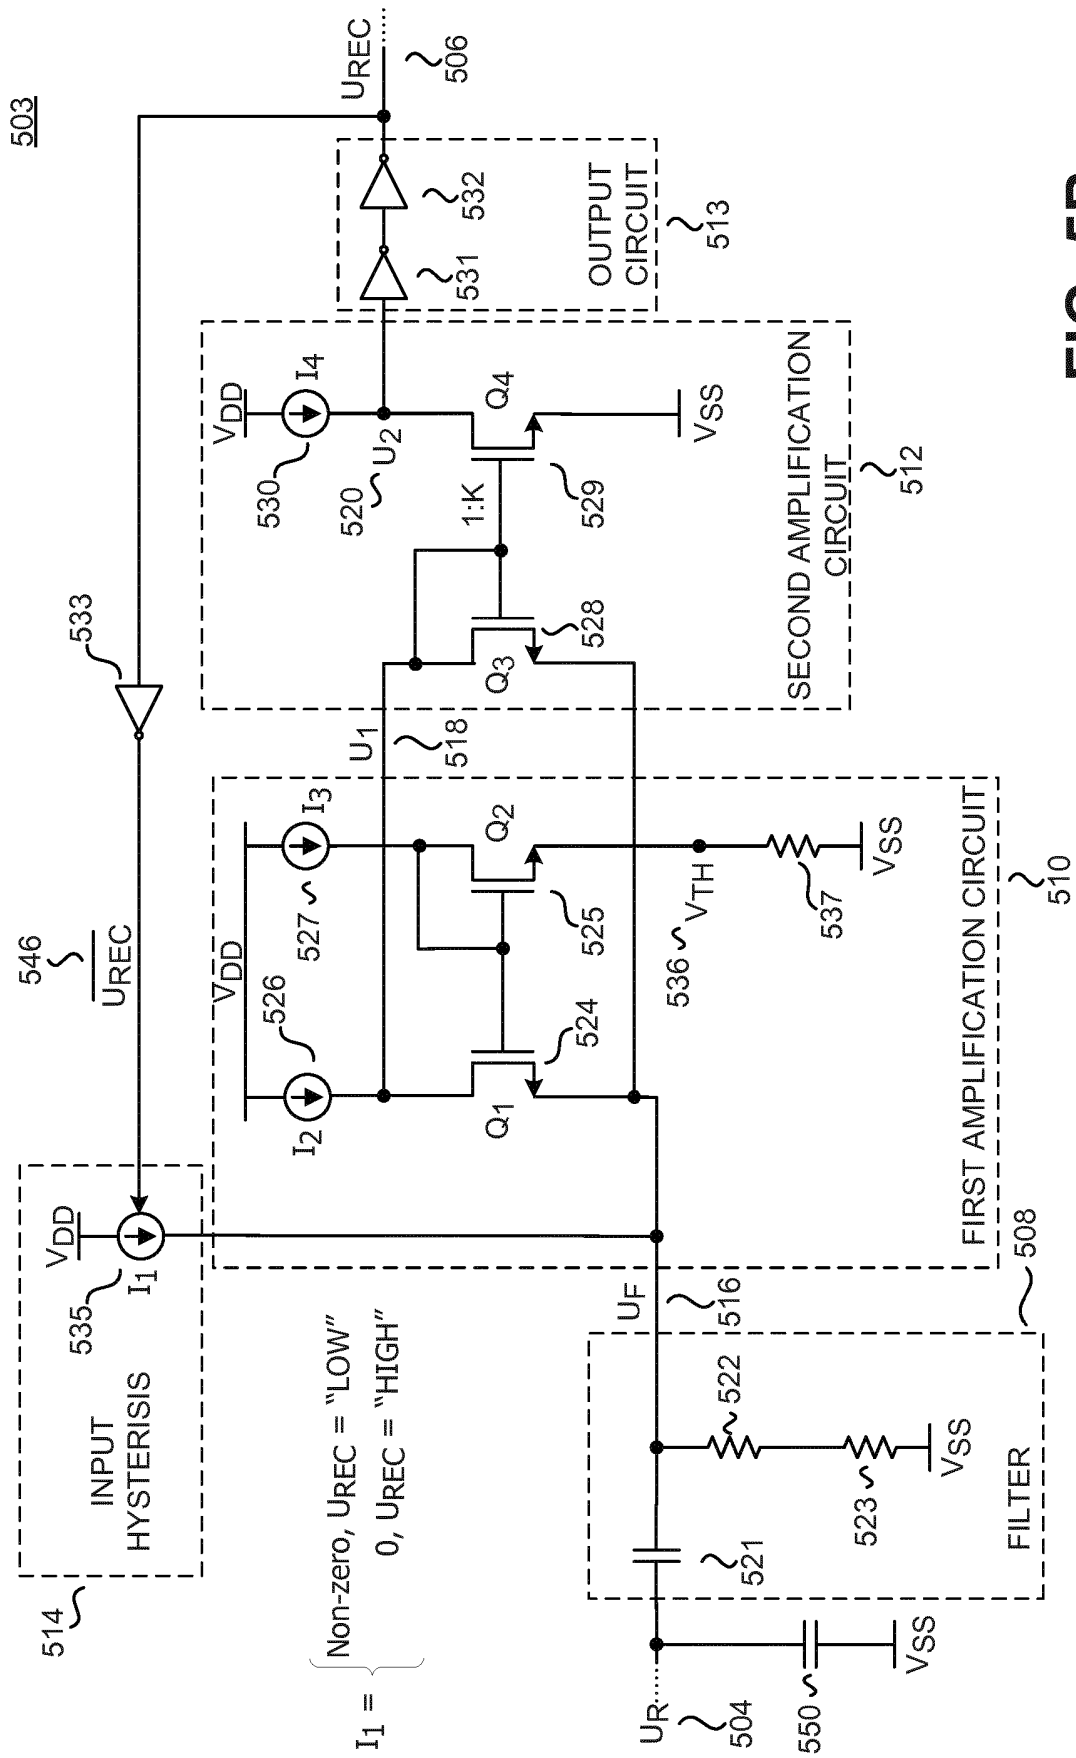 503
514
INPUT
HYSTERISIS
VDD
535
I1
546
UREC
533
I1 =
Non-zero, UREC = “LOW”
0, UREC = “HIGH”
VDD
I2
526
527
I3
Q1
524
Q2
525
536
VTH
537
VSS
FIRST AMPLIFICATION CIRCUIT
510
U1
518
VDD
530
I4
520
U2
1:K
Q3
528
Q4
529
VSS
SECOND AMPLIFICATION
CIRCUIT
512
531
532
OUTPUT
CIRCUIT
513
UREC
506
UR
504
550
VSS
521
522
523
VSS
FILTER
508
UF
516
FIG.